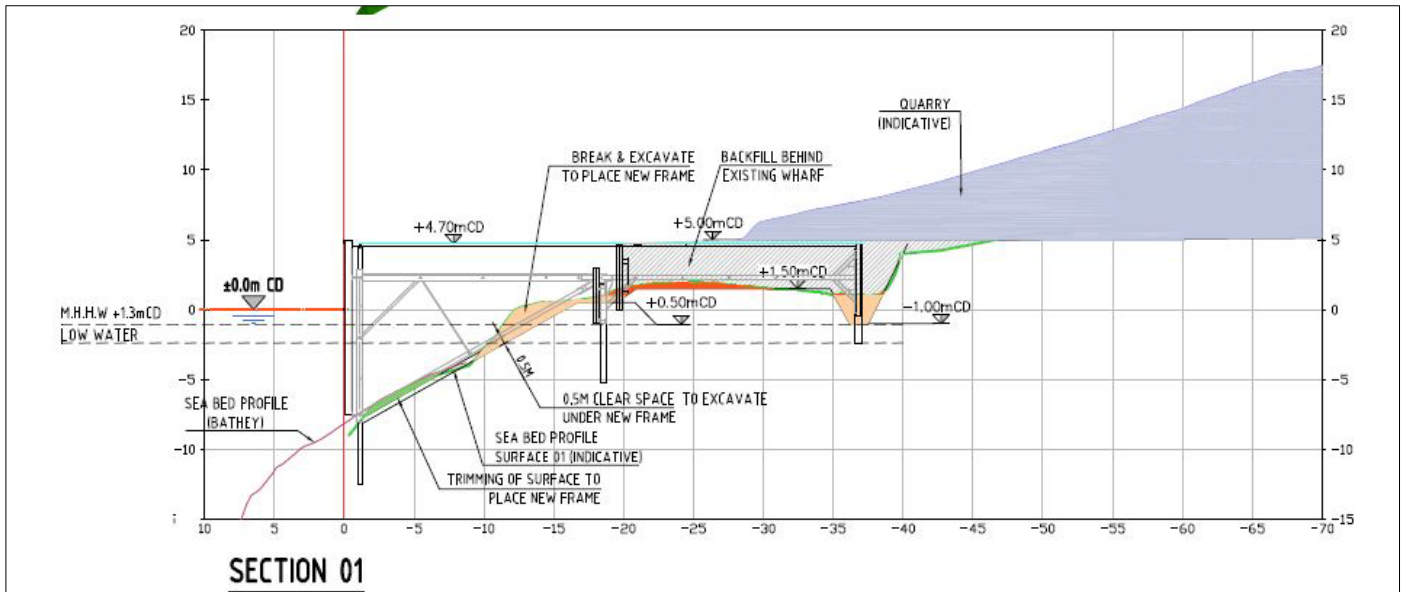 20
20
15
15
QUARRY
(INDICATIVE)
BREAK & EXCAVATE
TO PLACE NEW FRAME
BACKFILL BEHIND
EXISTING WHARF
10
10
+4.70mCD
+5.00mCD
5
5
±0.0m CD
+1.50mCD
+0.50mCD
-1.00mCD
M.H.H.W +1.3mCD
0
0
LOW WATER
0.5M
-5
-5
SEA BED PROFILE
(BATHEY)
0.5M CLEAR SPACE TO EXCAVATE
UNDER NEW FRAME
SEA BED PROFILE
SURFACE 01 (INDICATIVE)
-10
-10
TRIMMING OF SURFACE TO
PLACE NEW FRAME
-15
10 5 0 -5 -10 -15 -20 -25 -30 -35 -40 -45 -50 -55 -60 -65 -70
SECTION 01